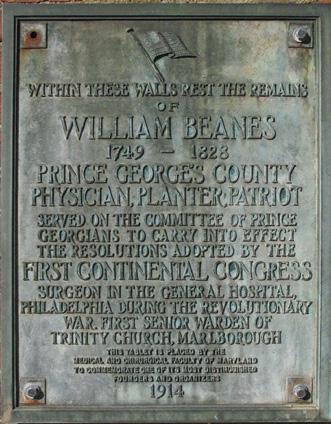 WITHIN THESE WALLS REST THE REMAINS
OF
WILLIAM BEANES
1749 — 1828
PRINCE GEORGE'S COUNTY
PHYSICIAN, PLANTER, PATRIOT
SERVED ON THE COMMITTEE OF PRINCE
GEORGIANS TO CARRY INTO EFFECT
THE RESOLUTIONS ADOPTED BY THE
FIRST CONTINENTAL CONGRESS
SURGEON IN THE GENERAL HOSPITAL,
PHILADELPHIA DURING THE REVOLUTIONARY
WAR. FIRST SENIOR WARDEN OF
TRINITY CHURCH, MARLBOROUGH
THIS TABLET IS PLACED BY THE
MEDICAL AND CHIRURGICAL FACULTY OF MARYLAND
TO COMMEMORATE ONE OF ITS MOST DISTINGUISHED
FOUNDERS AND ORGANIZERS
1914